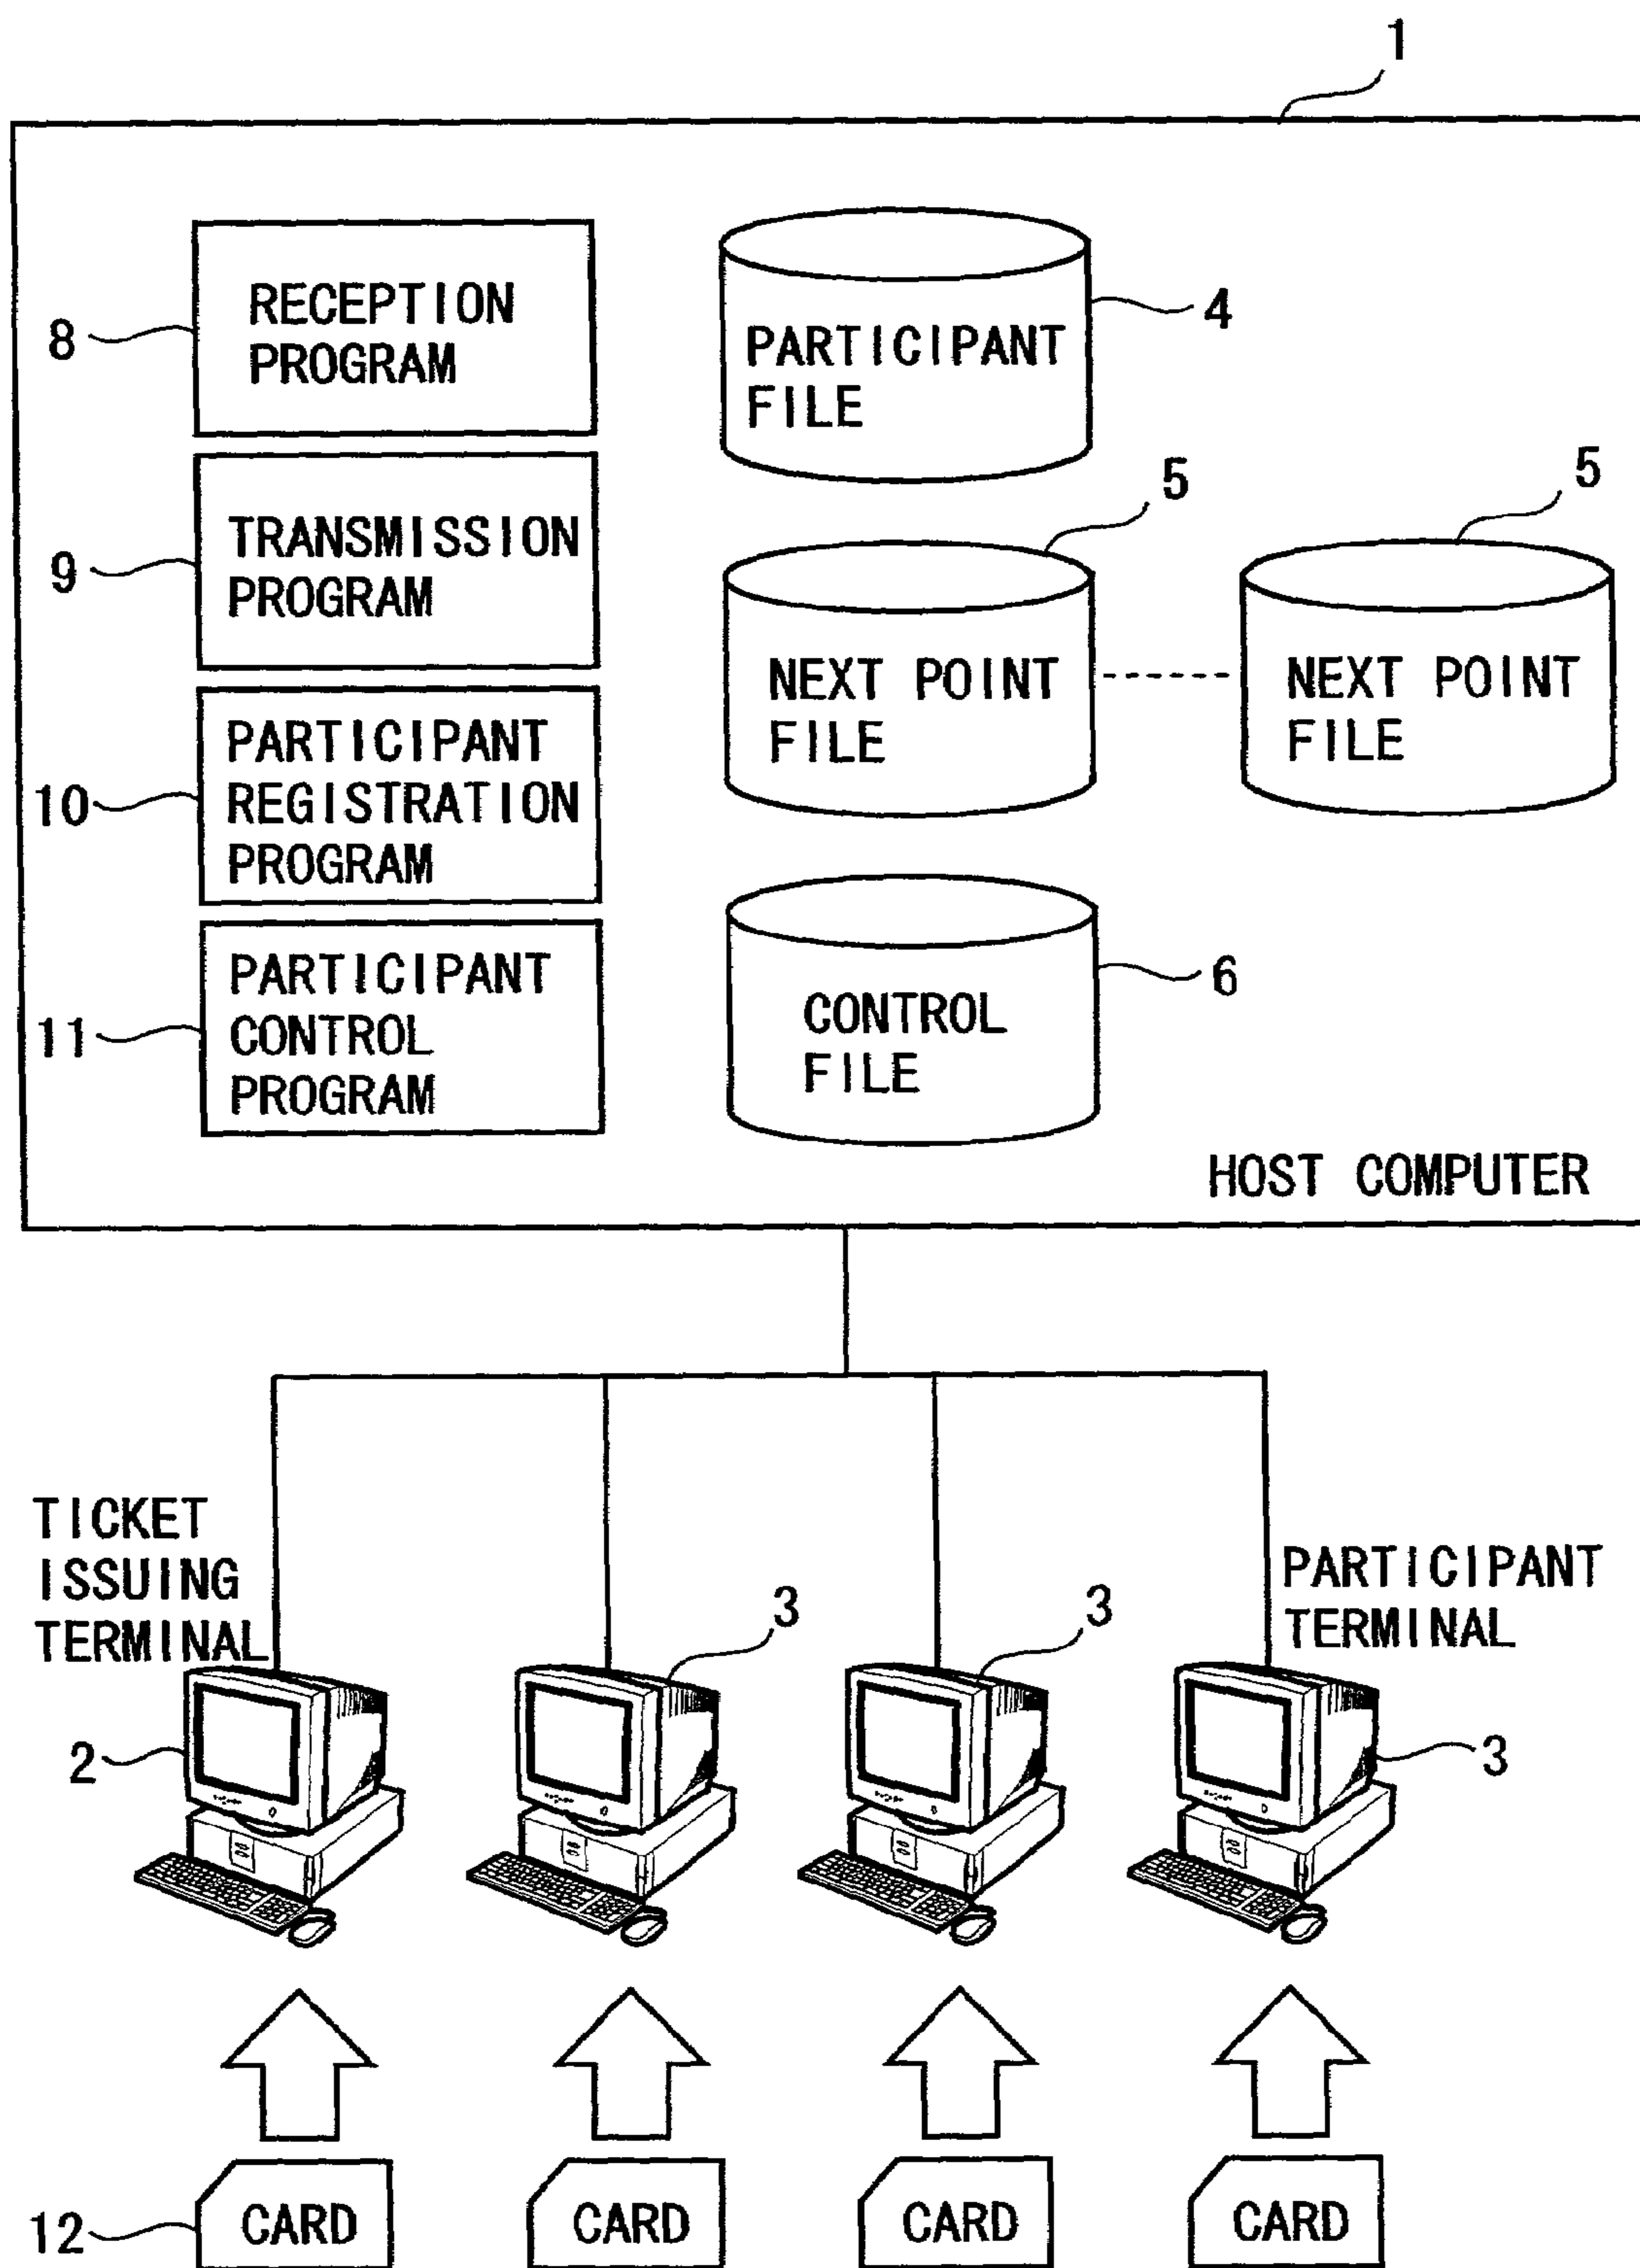 1
8
RECEPTION
PROGRAM
PARTICIPANT
FILE
4
9
TRANSMISSION
PROGRAM
5
NEXT POINT
FILE
5
NEXT POINT
FILE
10
PARTICIPANT
REGISTRATION
PROGRAM
11
PARTICIPANT
CONTROL
PROGRAM
CONTROL
FILE
6
HOST COMPUTER
TICKET
ISSUING
TERMINAL
2
3
3
PARTICIPANT
TERMINAL
3
12
CARD
CARD
CARD
CARD